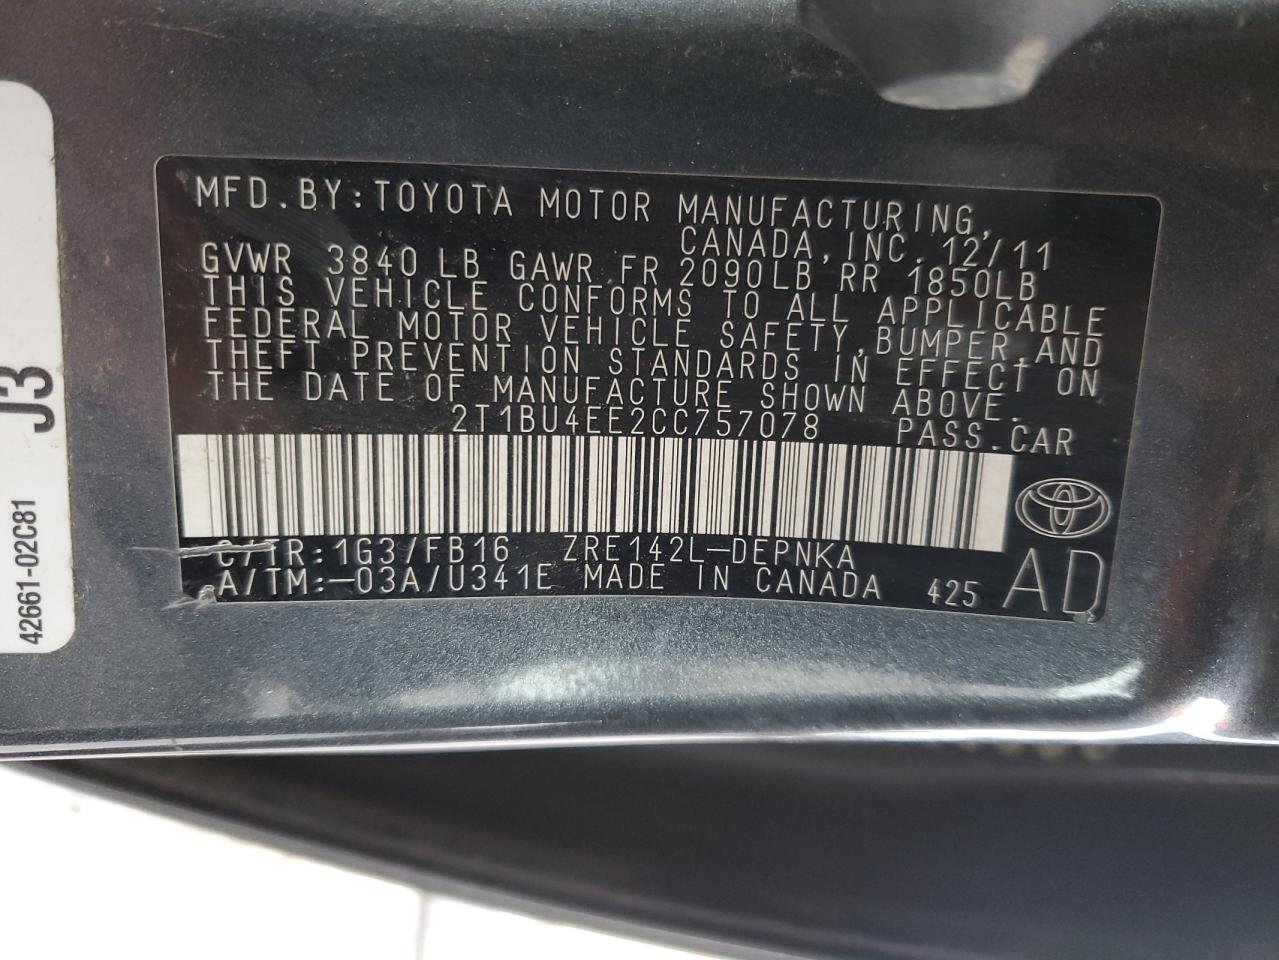 MFD.BY:TOYOTA MOTOR MANUFACTURING,
CANADA,INC. 12/11
GVWR 3840 LB GAWR FR 2090LB RR 1850LB
THIS VEHICLE CONFORMS TO ALL APPLICABLE
FEDERAL MOTOR VEHICLE SAFETY,BUMPER,AND
THEFT PREVENTION STANDARDS IN EFFECT ON
THE DATE OF MANUFACTURE SHOWN ABOVE.
2T1BU4EE2CC757078 PASS.CAR
C/TR:1G3/FB16 ZRE142L-DEPNKA
A/TM:-03A/U341E MADE IN CANADA 425 AD
J3
42661-02C81